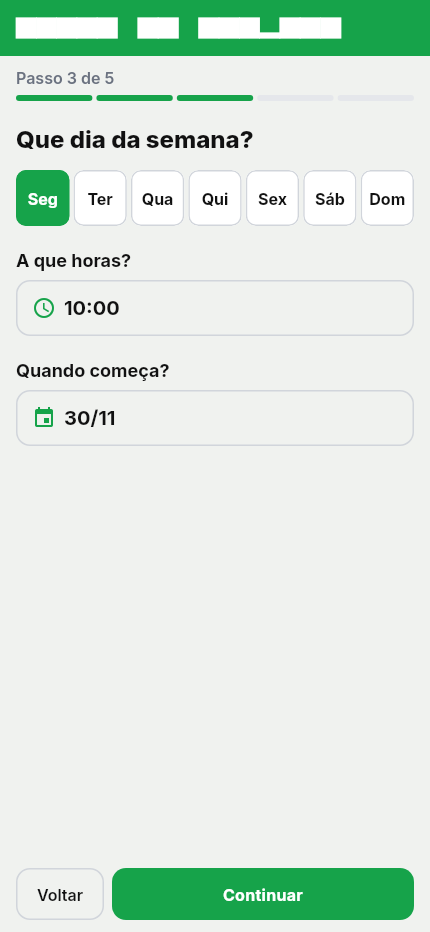 Passo 3 de 5
Que dia da semana?
Seg Ter Qua Qui Sex Sáb Dom
A que horas?
10:00
Quando começa?
30/11
Voltar Continuar